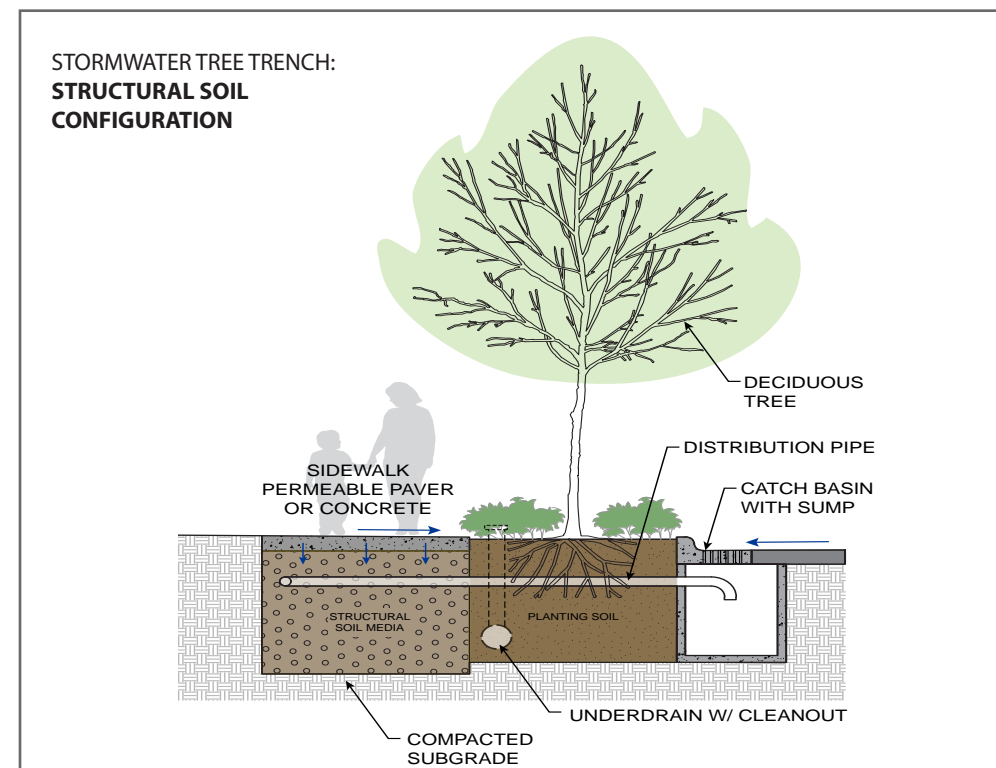 STORMWATER TREE TRENCH:
STRUCTURAL SOIL
CONFIGURATION
DECIDUOUS
TREE
DISTRIBUTION PIPE
SIDEWALK
PERMEABLE PAVER
OR CONCRETE
CATCH BASIN
WITH SUMP
STRUCTURAL
SOIL MEDIA
PLANTING SOIL
UNDERDRAIN W/ CLEANOUT
COMPACTED
SUBGRADE